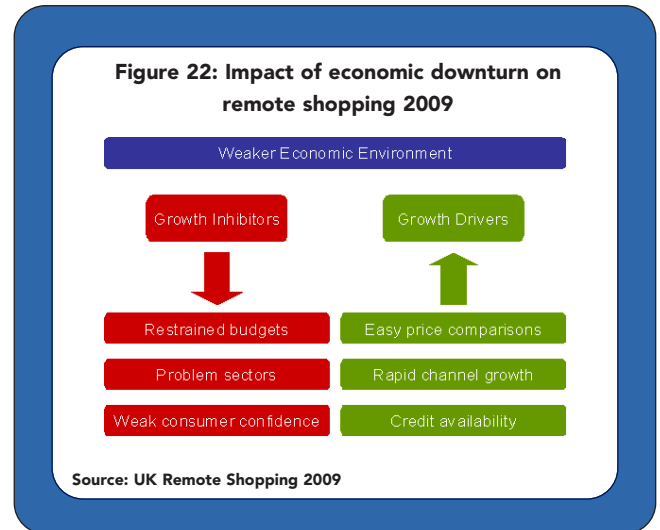 Figure 22: Impact of economic downturn on
remote shopping 2009
Weaker Economic Environment
Growth Inhibitors
Growth Drivers
Restrained budgets
Easy price comparisons
Problem sectors
Rapid channel growth
Weak consumer confidence
Credit availability
Source: UK Remote Shopping 2009